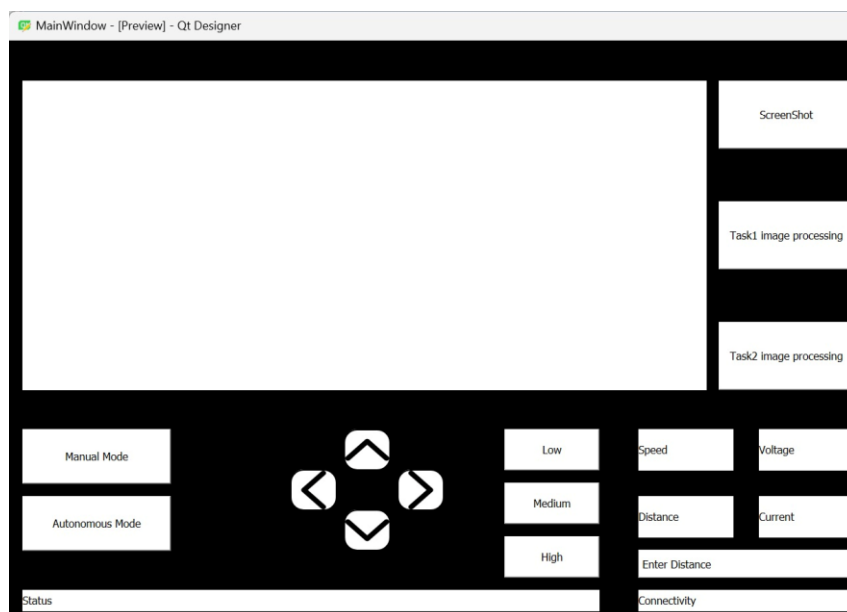 MainWindow - [Preview] - Qt Designer
ScreenShot
Task1 image processing
Task2 image processing
Manual Mode
Autonomous Mode
Low
Medium
High
Speed
Voltage
Distance
Current
Enter Distance
Status
Connectivity